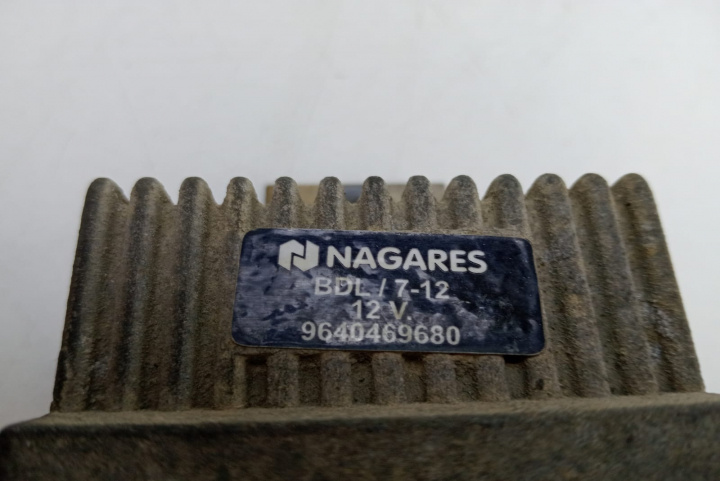 NAGARES
BDL / 7-12
12 V.
9640469680